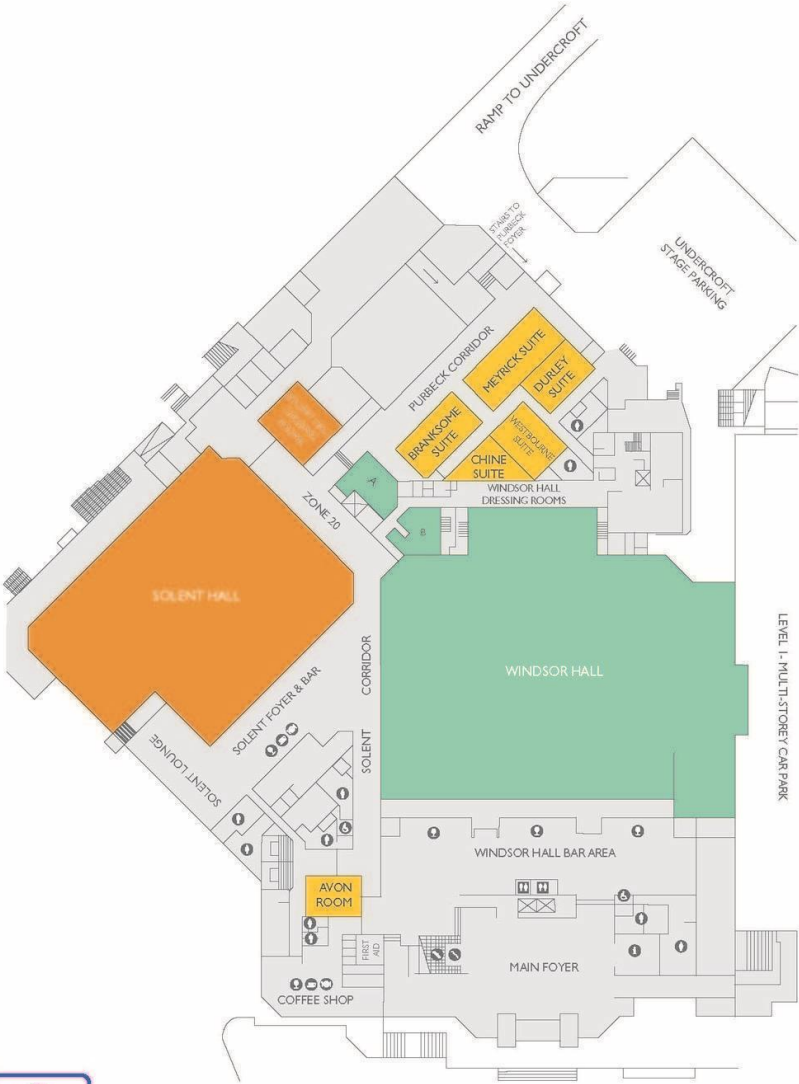 RAMP TO UNDERCROFT
STAIRS TO
PURBECK
FOYER
UNDERCROFT
STAGE PARKING
PURBECK CORRIDOR
MEYRICK SUITE
DURLEY
SUITE
BRANKSOME
SUITE
WESTBOURNE
SUITE
CHINE
SUITE
A
WINDSOR HALL
DRESSING ROOMS
ZONE 20
B
SOLENT HALL
WINDSOR HALL
LEVEL 1 - MULTI-STOREY CAR PARK
SOLENT CORRIDOR
SOLENT FOYER & BAR
SOLENT LOUNGE
WINDSOR HALL BAR AREA
AVON
ROOM
FIRST
AID
MAIN FOYER
COFFEE SHOP